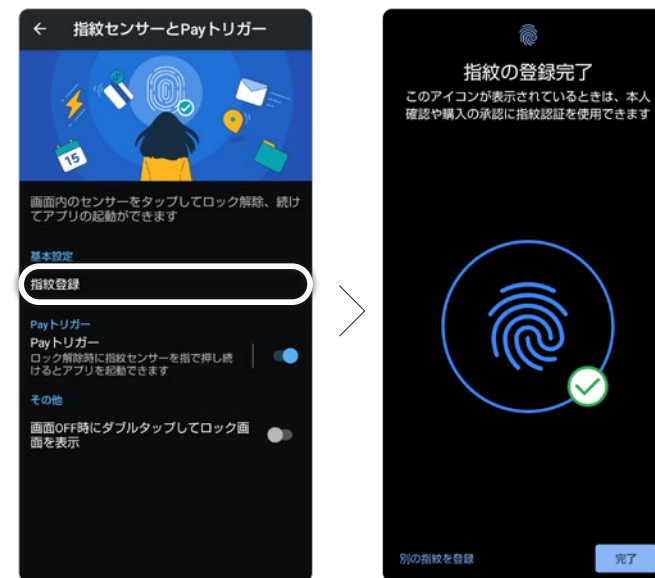 指紋センサーとPayトリガー
15
画面内のセンサーをタップしてロック解除、続け
てアプリの起動ができます
基本設定
指紋登録
Payトリガー
Payトリガー
ロック解除時に指紋センサーを指で押し続
けるとアプリを起動できます
その他
画面OFF時にダブルタップしてロック画
面を表示
指紋の登録完了
このアイコンが表示されているときは、本人
確認や購入の承認に指紋認証を使用できます
別の指紋を登録
完了